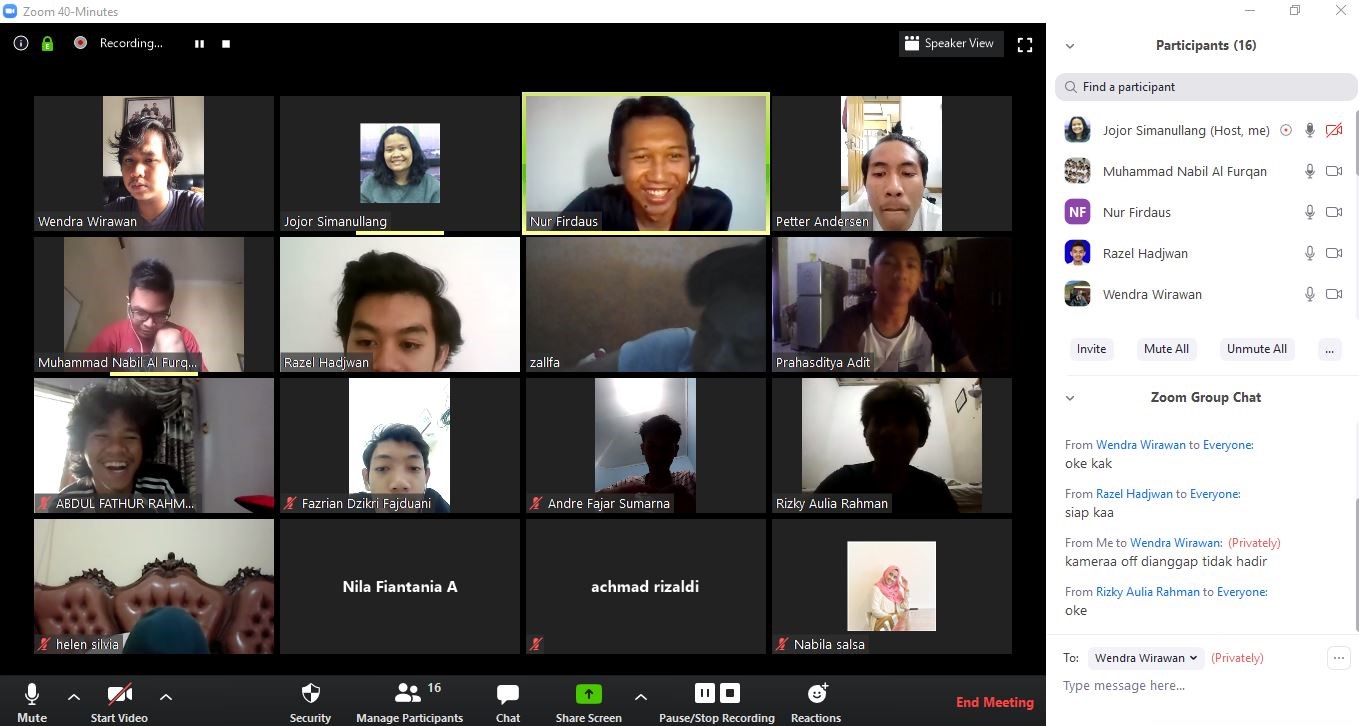 Zoom 40-Minutes
Recording...
Speaker View
Wendra Wirawan
Jojor Simanullang
Nur Firdaus
Petter Andersen
Muhammad Nabil Al Furq...
Razel Hadjwan
zallfa
Prahasditya Adit
ABDUL FATHUR RAHM...
Fazrian Dzikri Fajduani
Andre Fajar Sumarna
Rizky Aulia Rahman
helen silvia
Nila Fiantania A
achmad rizaldi
Nabila salsa
Mute
Start Video
Security
16
Manage Participants
Chat
Share Screen
Pause/Stop Recording
Reactions
End Meeting
Participants (16)
Find a participant
Jojor Simanullang (Host, me)
Muhammad Nabil Al Furqan
NF
Nur Firdaus
Razel Hadjwan
Wendra Wirawan
Invite
Mute All
Unmute All
...
Zoom Group Chat
From Wendra Wirawan to Everyone:
oke kak
From Razel Hadjwan to Everyone:
siap kaa
From Me to Wendra Wirawan: (Privately)
kameraa off dianggap tidak hadir
From Rizky Aulia Rahman to Everyone:
oke
To: Wendra Wirawan (Privately)
Type message here...